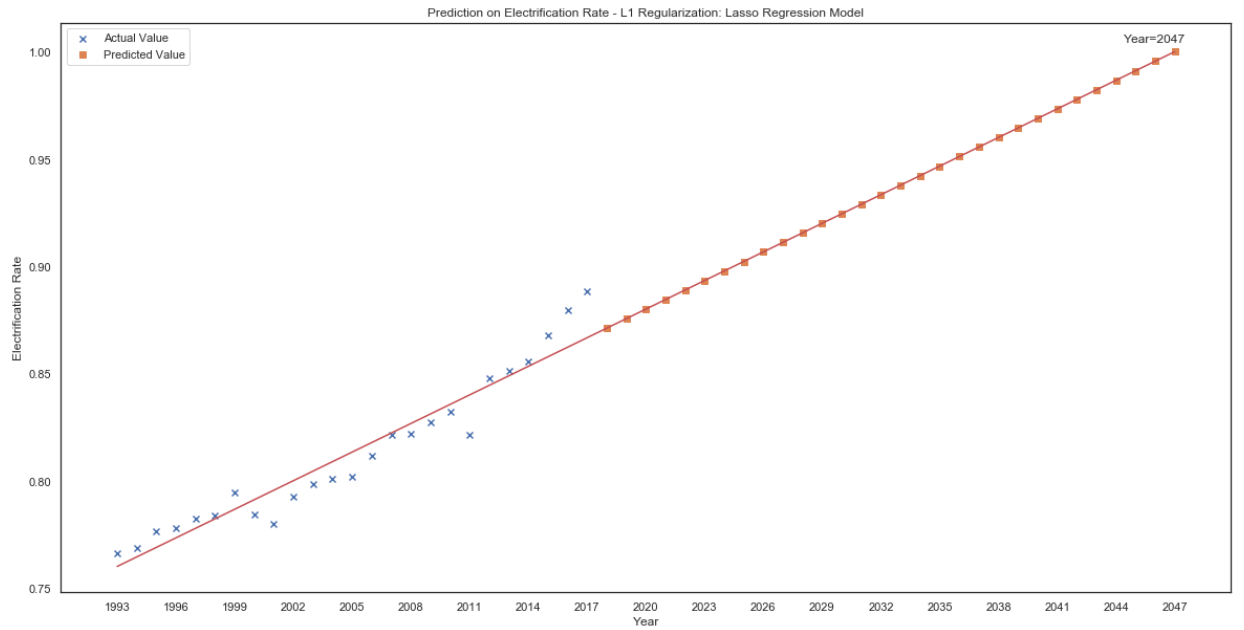 Prediction on Electrification Rate - L1 Regularization: Lasso Regression Model
Actual Value
Predicted Value
Year=2047
1.00
0.95
0.90
0.85
0.80
0.75
Electrification Rate
1993 1996 1999 2002 2005 2008 2011 2014 2017 2020 2023 2026 2029 2032 2035 2038 2041 2044 2047
Year